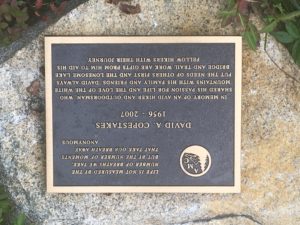 LIFE IS NOT MEASURED BY THE
NUMBER OF BREATHS WE TAKE
BUT BY THE NUMBER OF MOMENTS
THAT TAKE OUR BREATH AWAY
ANONYMOUS
DAVID A COPESTAKES
1956 - 2007
IN MEMORY OF AN AVID HIKER AND OUTDOORSMAN WHO
SHARED HIS PASSION FOR LIFE AND THE LOVE OF THE WHITE
MOUNTAINS WITH HIS FAMILY AND FRIENDS. DAVID ALWAYS
PUT THE NEEDS OF OTHERS FIRST AND THE LONESOME LAKE
BRIDGE AND TRAIL WORK ARE GIFTS FROM HIM TO AID HIS
FELLOW HIKERS WITH THEIR JOURNEY